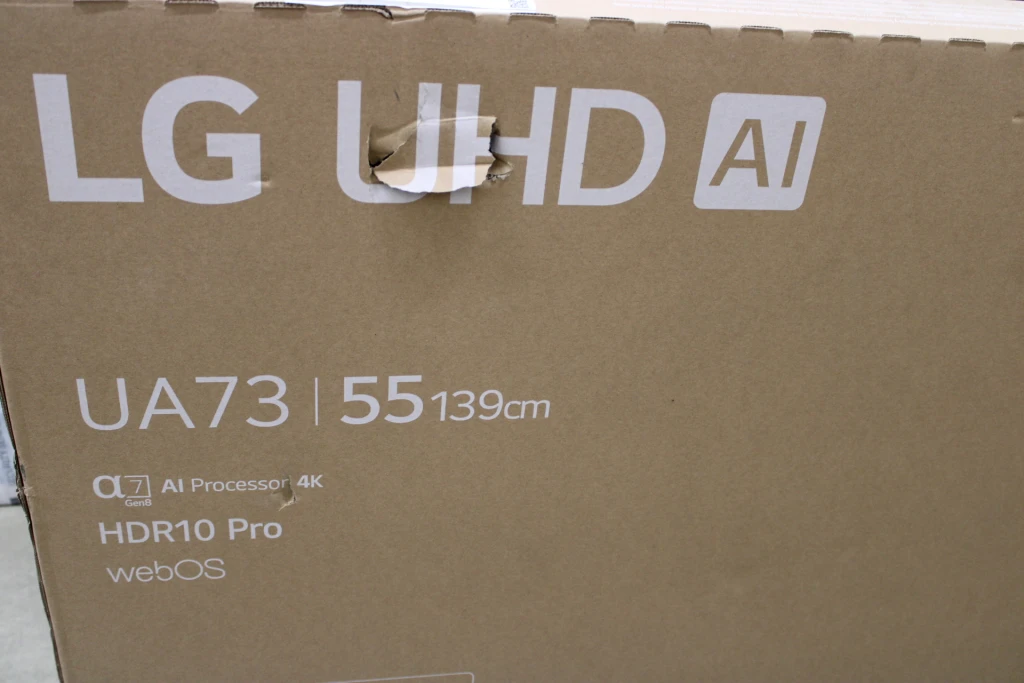 LG UHD AI
UA73 | 55 139cm
α7 AI Processor 4K
Gen8
HDR10 Pro
webOS